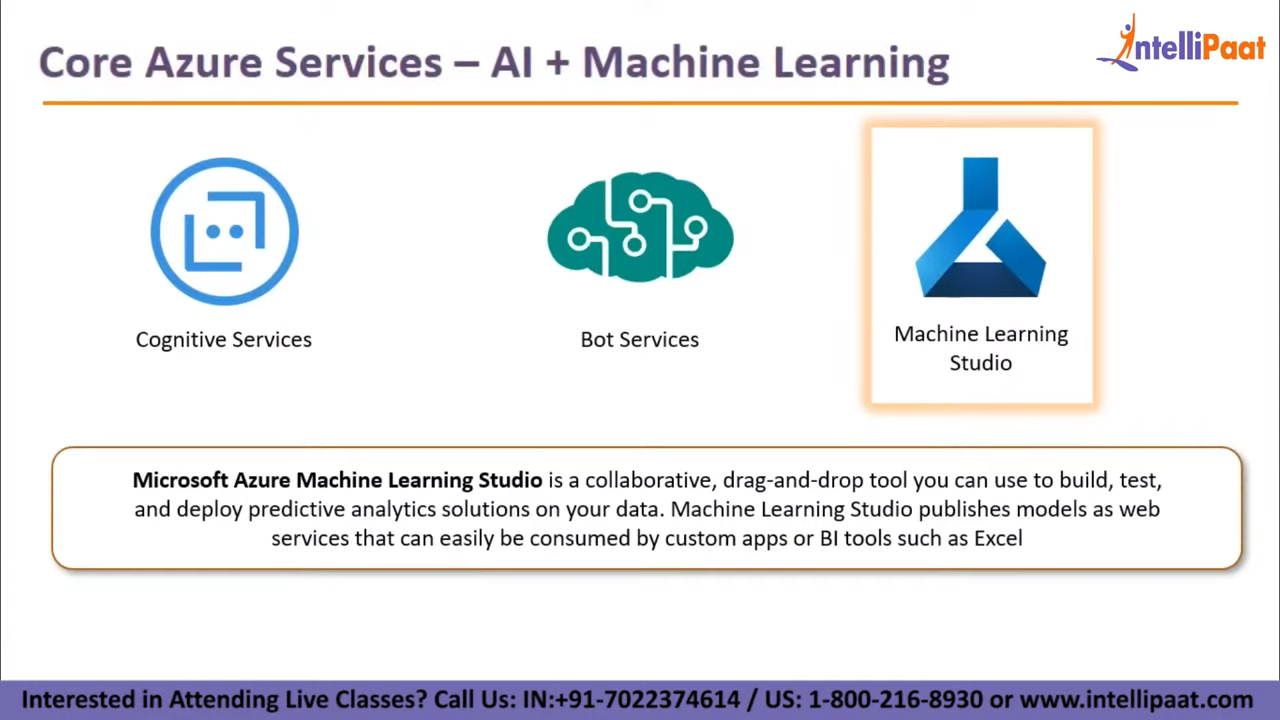 Core Azure Services – AI + Machine Learning
IntelliPaat
Cognitive Services
Bot Services
Machine Learning
Studio
Microsoft Azure Machine Learning Studio is a collaborative, drag-and-drop tool you can use to build, test,
and deploy predictive analytics solutions on your data. Machine Learning Studio publishes models as web
services that can easily be consumed by custom apps or BI tools such as Excel
Interested in Attending Live Classes? Call Us: IN:+91-7022374614 / US: 1-800-216-8930 or www.intellipaat.com